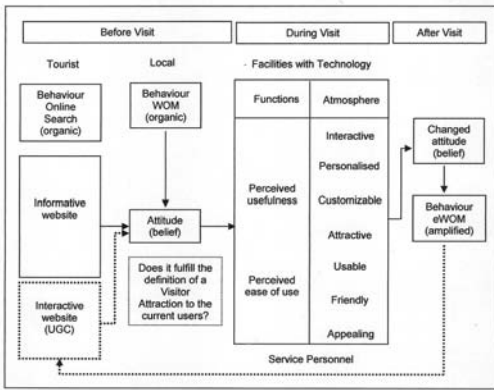 Before Visit
During Visit
After Visit
Tourist
Local
Facilities with Technology
Behaviour
Online
Search
(organic)
Behaviour
WOM
(organic)
Functions
Atmosphere
Informative
website
Attitude
(belief)
Perceived
usefulness
Perceived
ease of use
Interactive
Personalised
Customizable
Attractive
Usable
Friendly
Appealing
Changed
attitude
(belief)
Behaviour
eWOM
(amplified)
Interactive
website
(UGC)
Does it fulfill the
definition of a
Visitor
Attraction to the
current users?
Service Personnel